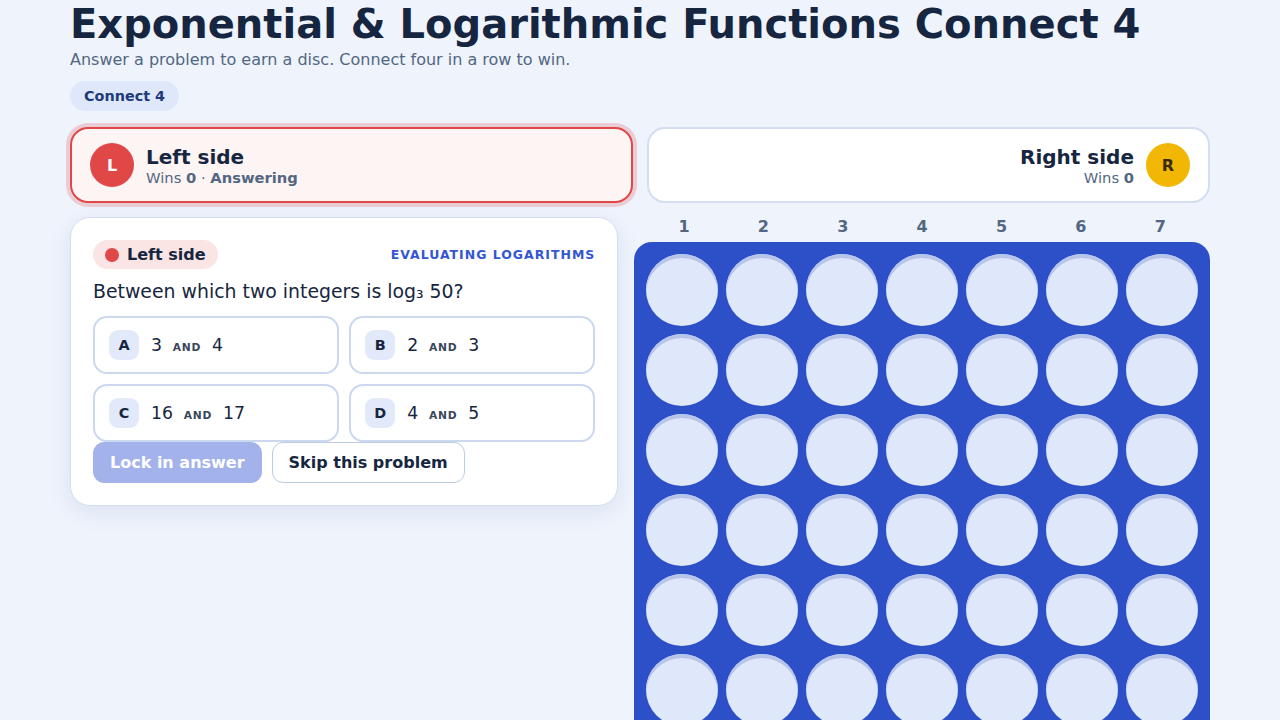 Exponential & Logarithmic Functions Connect 4
Answer a problem to earn a disc. Connect four in a row to win.
Connect 4
L
Left side
Wins 0 · Answering
Right side
Wins 0
R
Left side
EVALUATING LOGARITHMS
Between which two integers is log₃ 50?
A 3 AND 4
B 2 AND 3
C 16 AND 17
D 4 AND 5
Lock in answer
Skip this problem
1 2 3 4 5 6 7